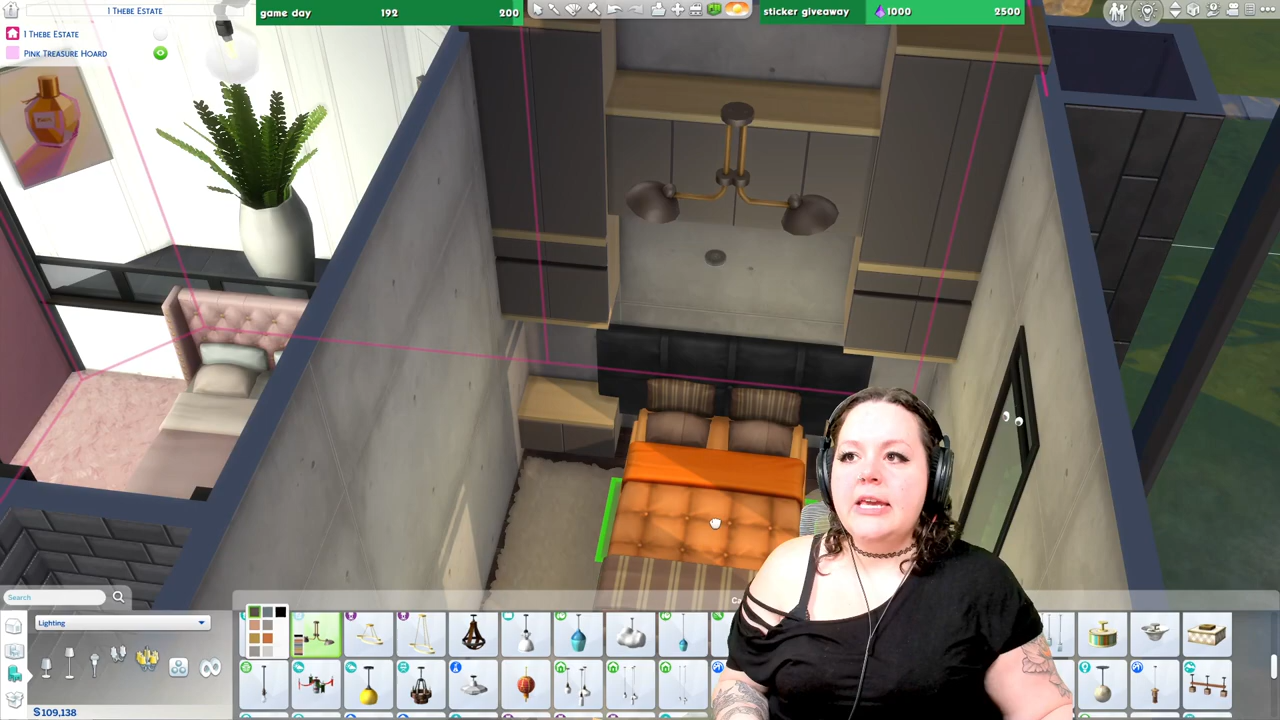 1 Thebe Estate
game day 192 200
sticker giveaway 1000 2500
1 Thebe Estate
Pink Treasure Hoard
Search
Lighting
§109,138